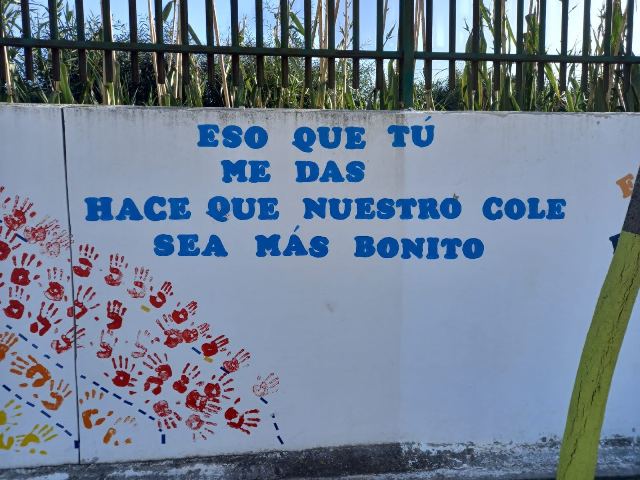 ESO QUE TÚ
ME DAS
HACE QUE NUESTRO COLE
SEA MÁS BONITO